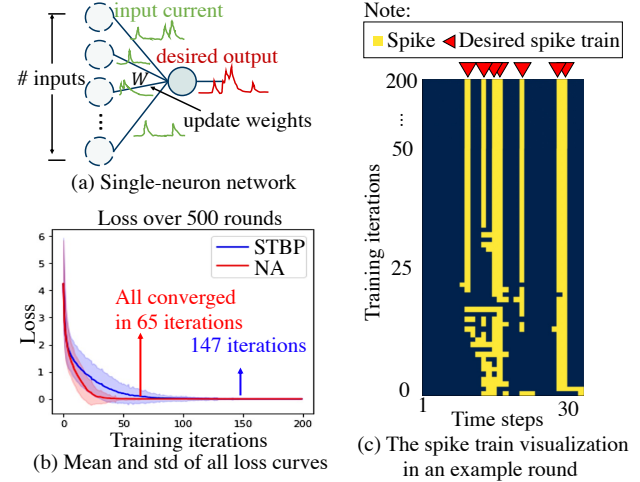 input current
desired output
# inputs
W
update weights
(a) Single-neuron network
Loss over 500 rounds
Loss
6
5
4
3
2
1
0
STBP
NA
All converged
in 65 iterations
147 iterations
0
50
100
150
200
Training iterations
(b) Mean and std of all loss curves
Note:
Spike
Desired spike train
Training iterations
200
...
50
25
0
1
30
Time steps
(c) The spike train visualization
in an example round